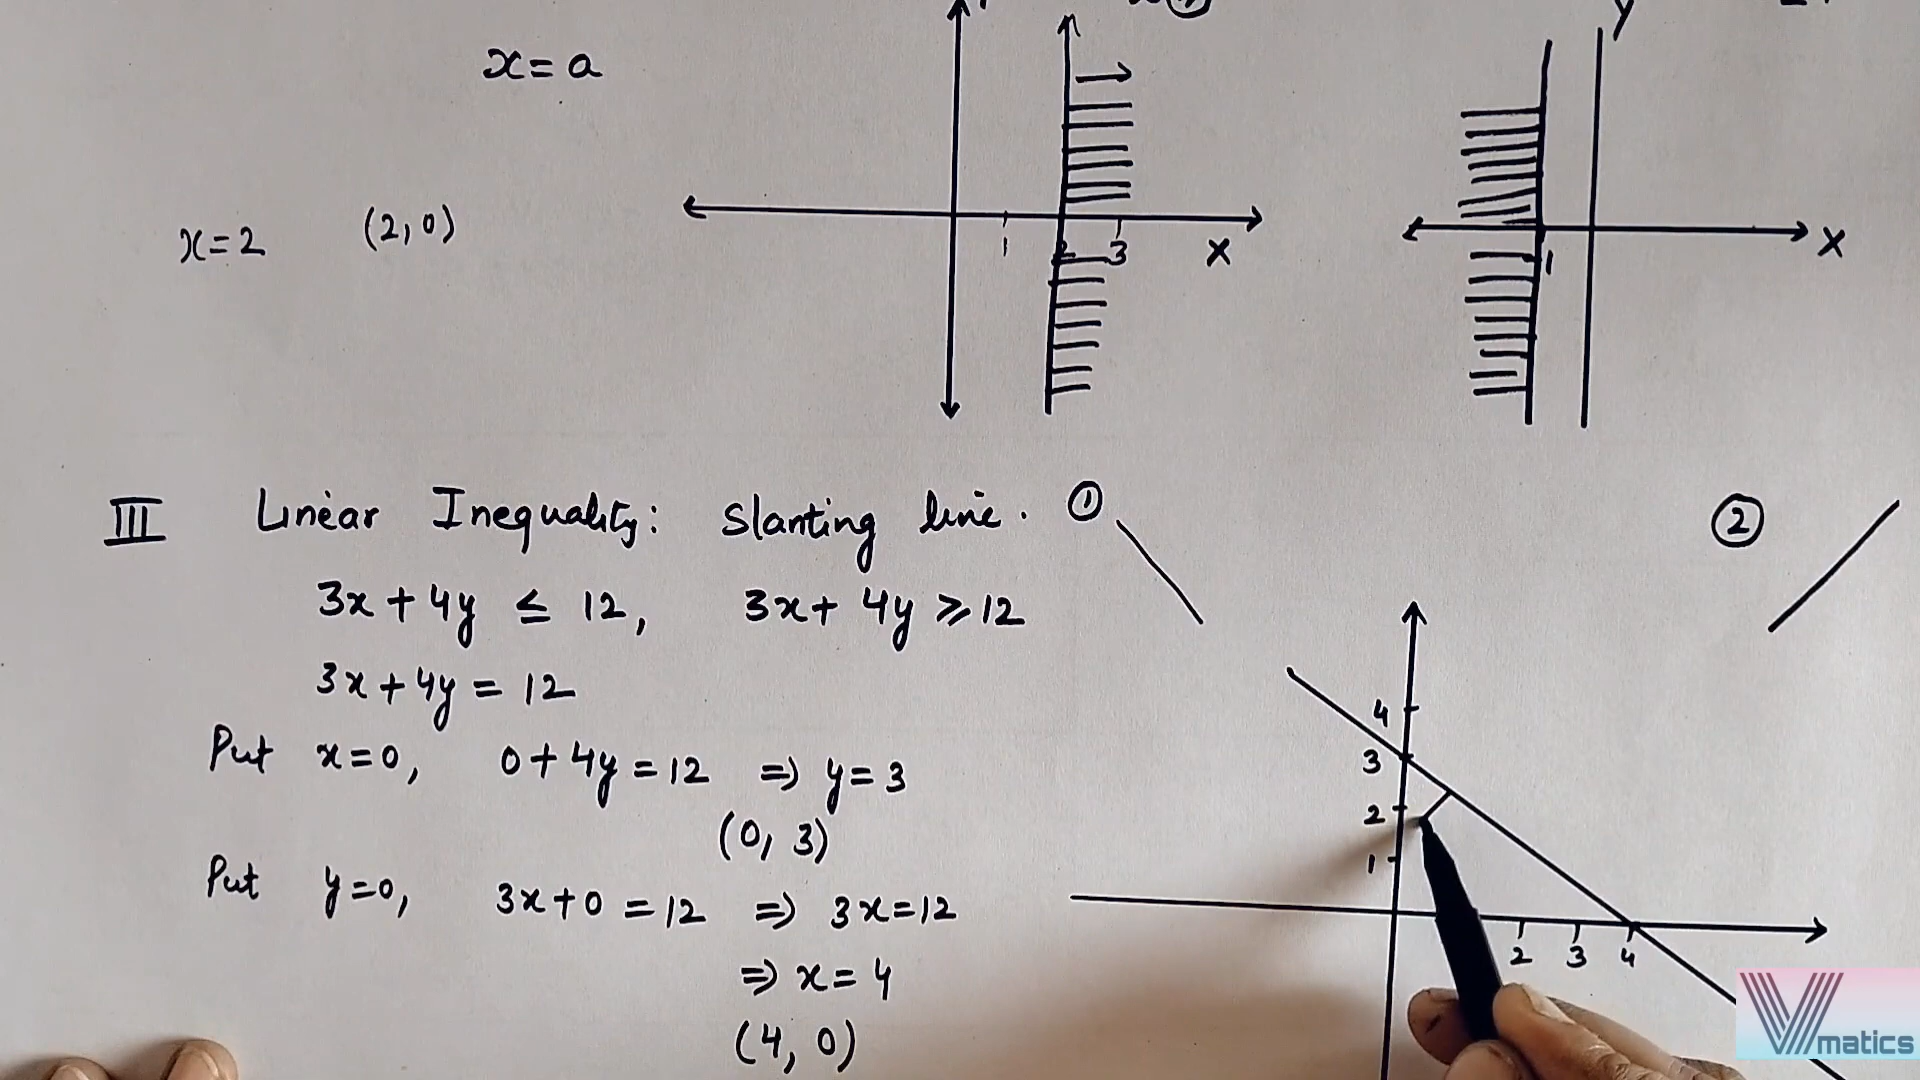 x = a
x = 2 (2, 0)
1 2 3 X
y
-1 X
III Linear Inequality: Slanting line. ① ②
3x + 4y ≤ 12, 3x + 4y ≥ 12
3x + 4y = 12
Put x = 0, 0 + 4y = 12 ⇒ y = 3
(0, 3)
Put y = 0, 3x + 0 = 12 ⇒ 3x = 12
⇒ x = 4
(4, 0)
4
3
2
1
2 3 4
Vmatics